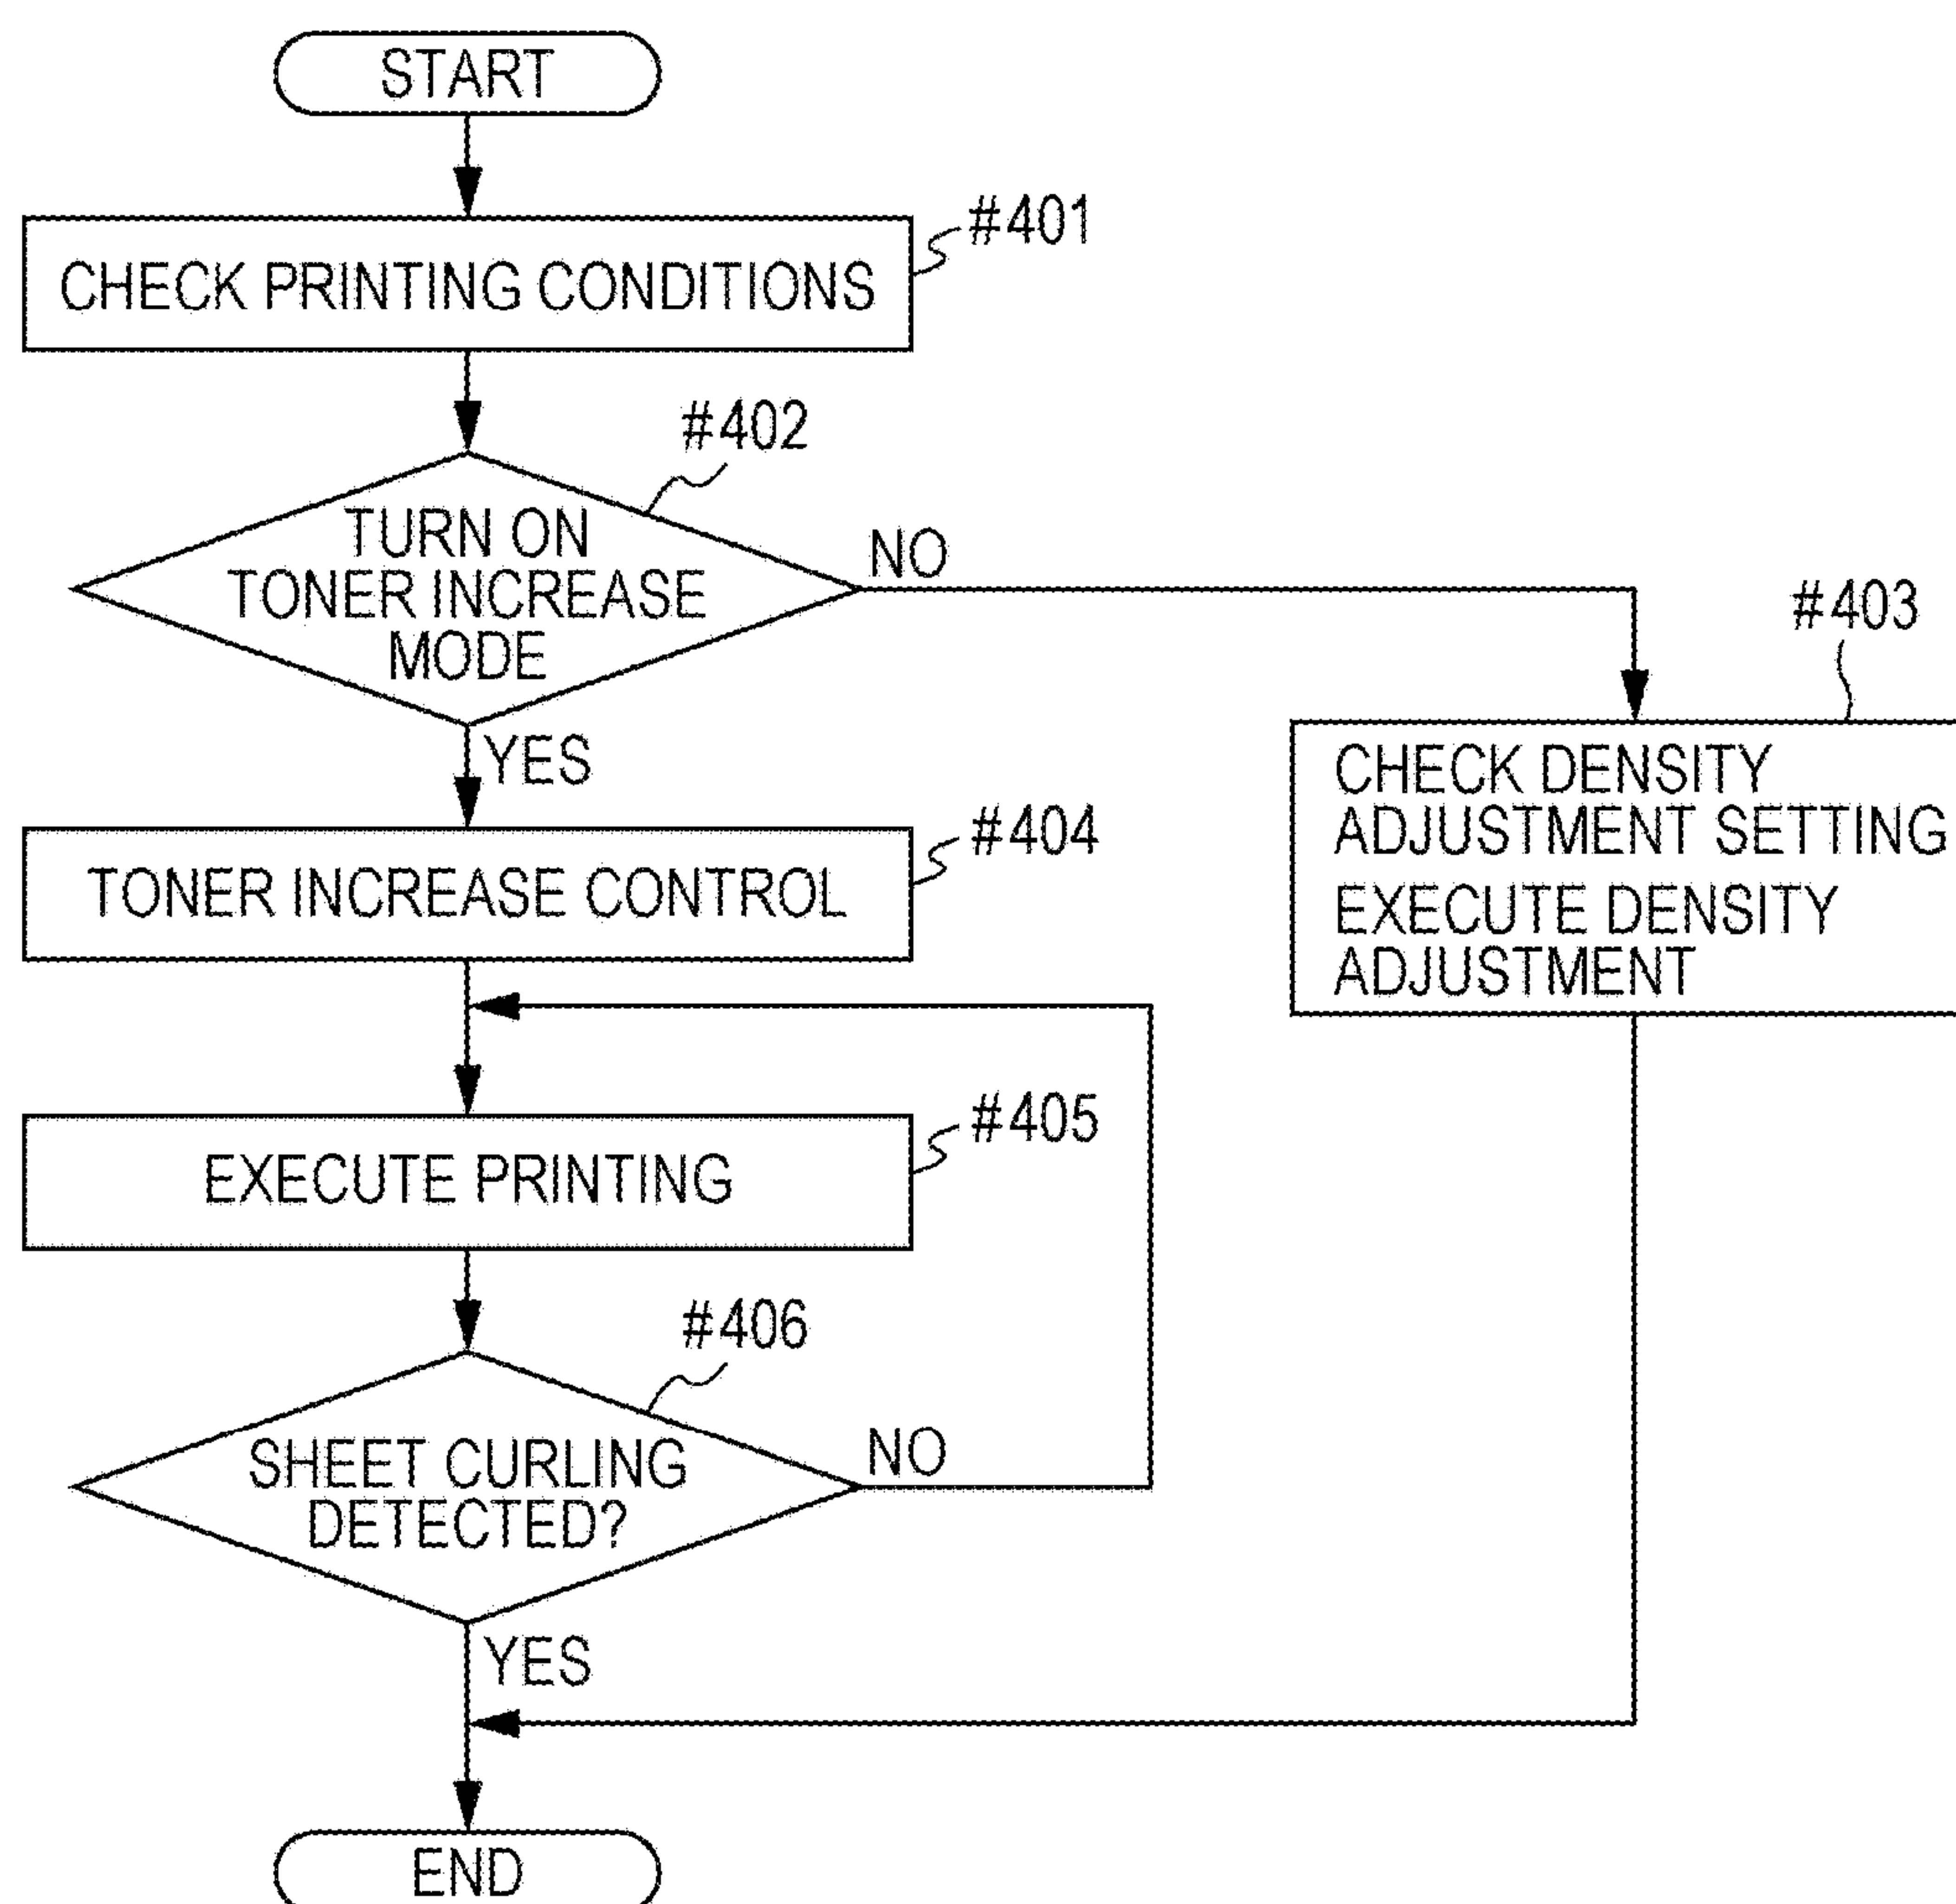 START
CHECK PRINTING CONDITIONS
#401
#402
TURN ON
TONER INCREASE
MODE
NO
YES
#403
CHECK DENSITY
ADJUSTMENT SETTING
EXECUTE DENSITY
ADJUSTMENT
TONER INCREASE CONTROL
#404
EXECUTE PRINTING
#405
#406
SHEET CURLING
DETECTED?
NO
YES
END